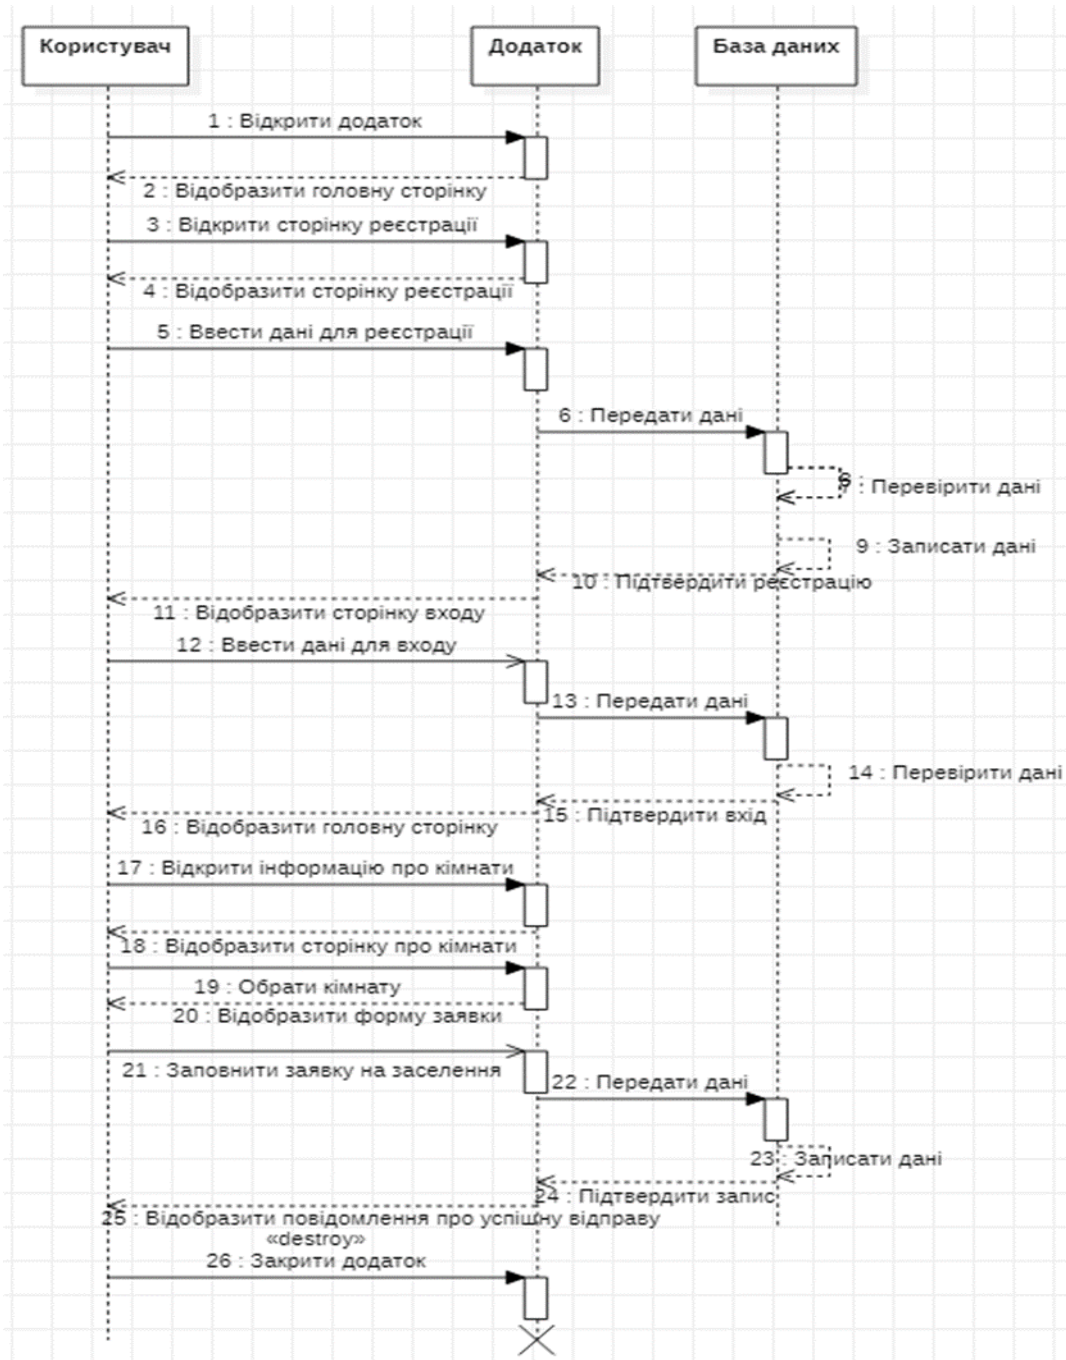 Користувач
Додаток
База даних
1 : Відкрити додаток
2 : Відобразити головну сторінку
3 : Відкрити сторінку реєстрації
4 : Відобразити сторінку реєстрації
5 : Ввести дані для реєстрації
6 : Передати дані
8 :
7 : Перевірити дані
9 : Записати дані
10 : Підтвердити реєстрацію
11 : Відобразити сторінку входу
12 : Ввести дані для входу
13 : Передати дані
14 : Перевірити дані
15 : Підтвердити вхід
16 : Відобразити головну сторінку
17 : Відкрити інформацію про кімнати
18 : Відобразити сторінку про кімнати
19 : Обрати кімнату
20 : Відобразити форму заявки
21 : Заповнити заявку на заселення
22 : Передати дані
23 : Записати дані
24 : Підтвердити запис
25 : Відобразити повідомлення про успішну відправу
«destroy»
26 : Закрити додаток